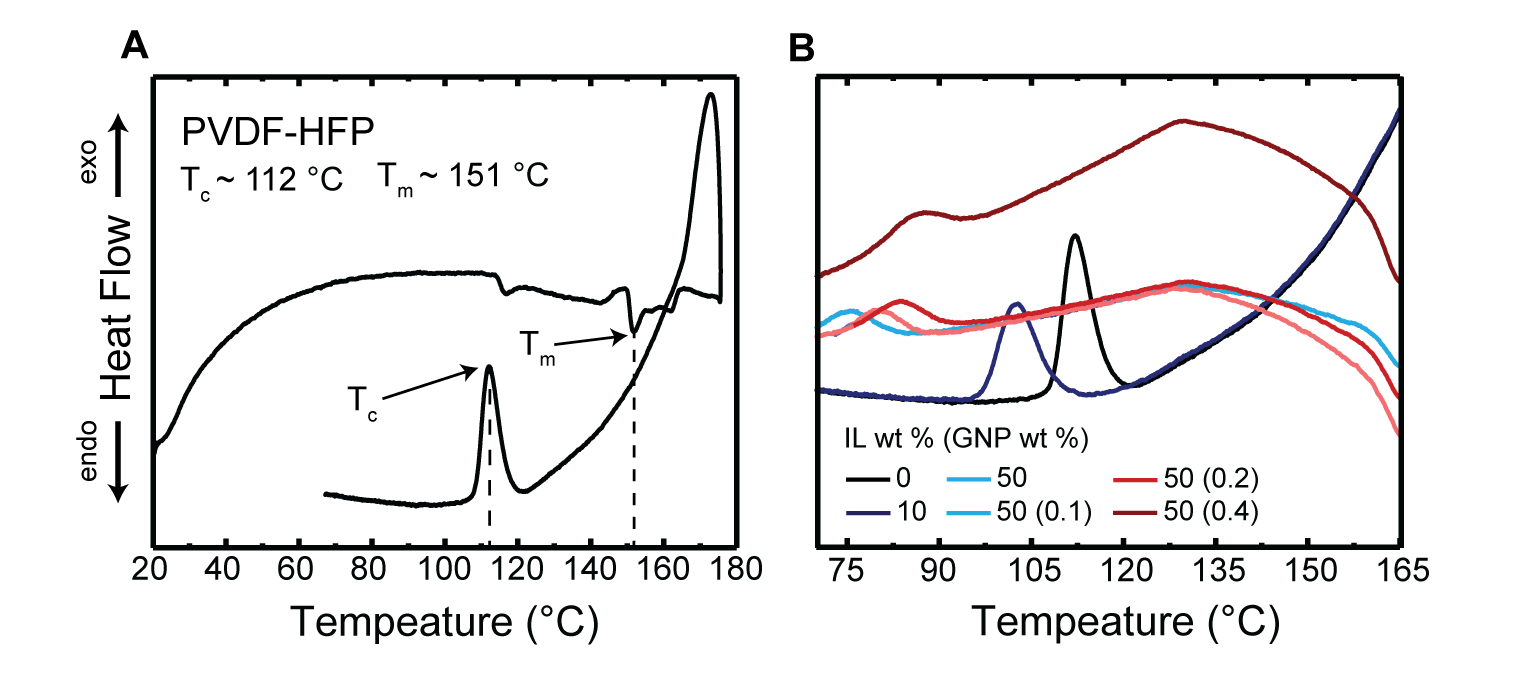 A
PVDF-HFP
Tc ~ 112 °C Tm ~ 151 °C
exo
Heat Flow
endo
Tm
Tc
20 40 60 80 100 120 140 160 180
Tempeature (°C)
B
IL wt % (GNP wt %)
0 50 50 (0.2)
10 50 (0.1) 50 (0.4)
75 90 105 120 135 150 165
Tempeature (°C)